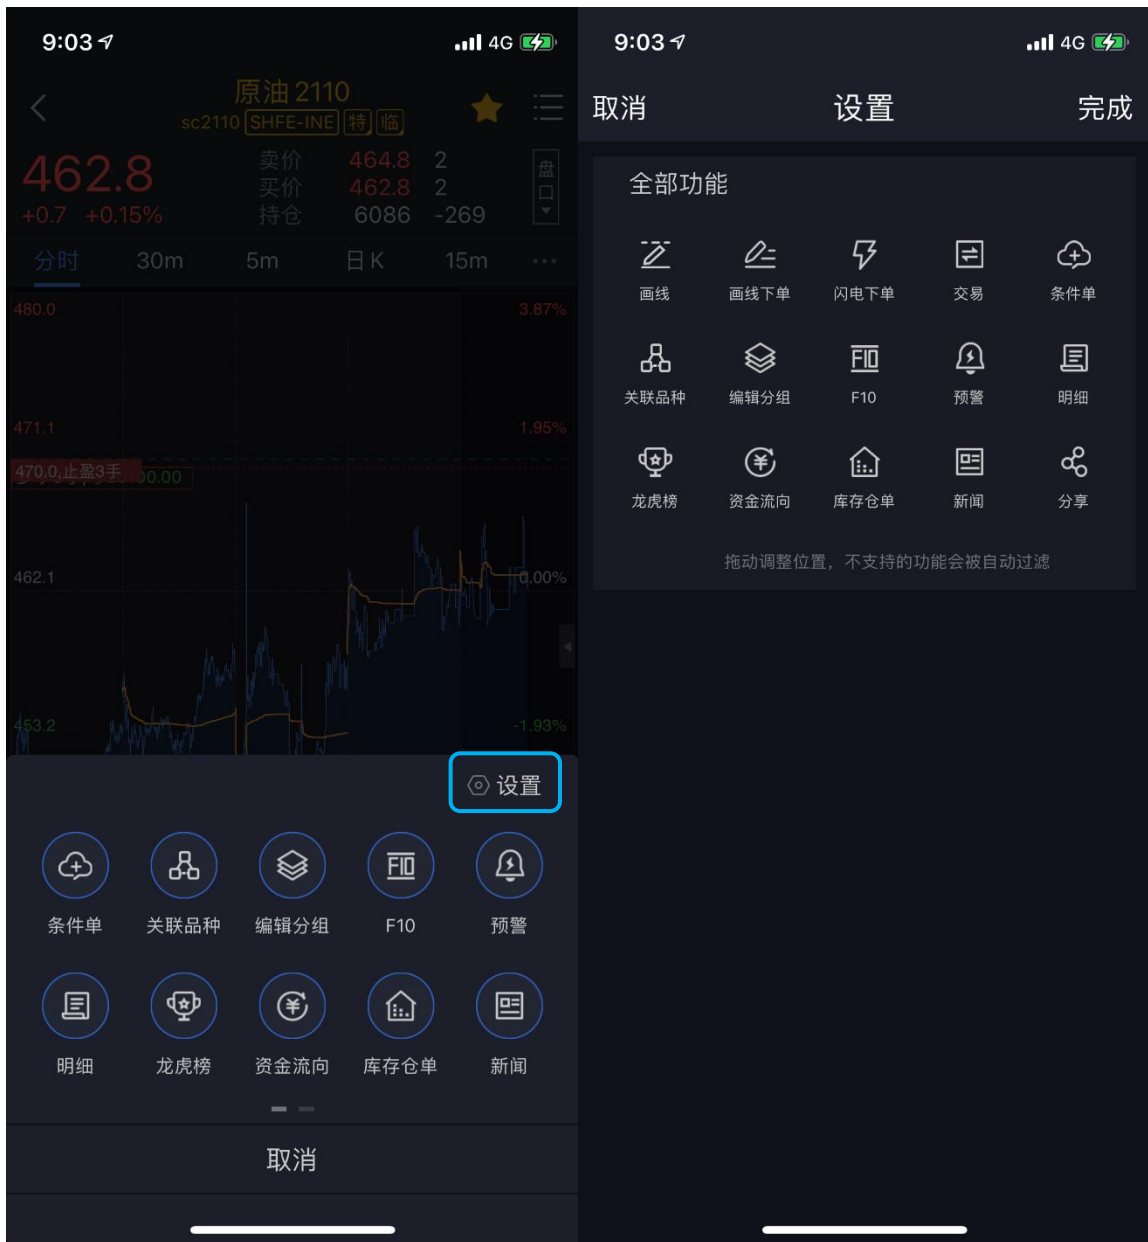 9:03
4G
原油 2110
sc2110 SHFE-INE 特 临
462.8
+0.7 +0.15%
卖价 464.8 2
买价 462.8 2
持仓 6086 -269
盘口
分时 30m 5m 日K 15m ...
480.0 3.87%
471.1 1.95%
470.0,止盈3手
00.00
462.1 0.00%
453.2 -1.93%
设置
条件单 关联品种 编辑分组 F10 预警
明细 龙虎榜 资金流向 库存仓单 新闻
取消
9:03
4G
取消 设置 完成
全部功能
画线 画线下单 闪电下单 交易 条件单
关联品种 编辑分组 F10 预警 明细
龙虎榜 资金流向 库存仓单 新闻 分享
拖动调整位置，不支持的功能会被自动过滤